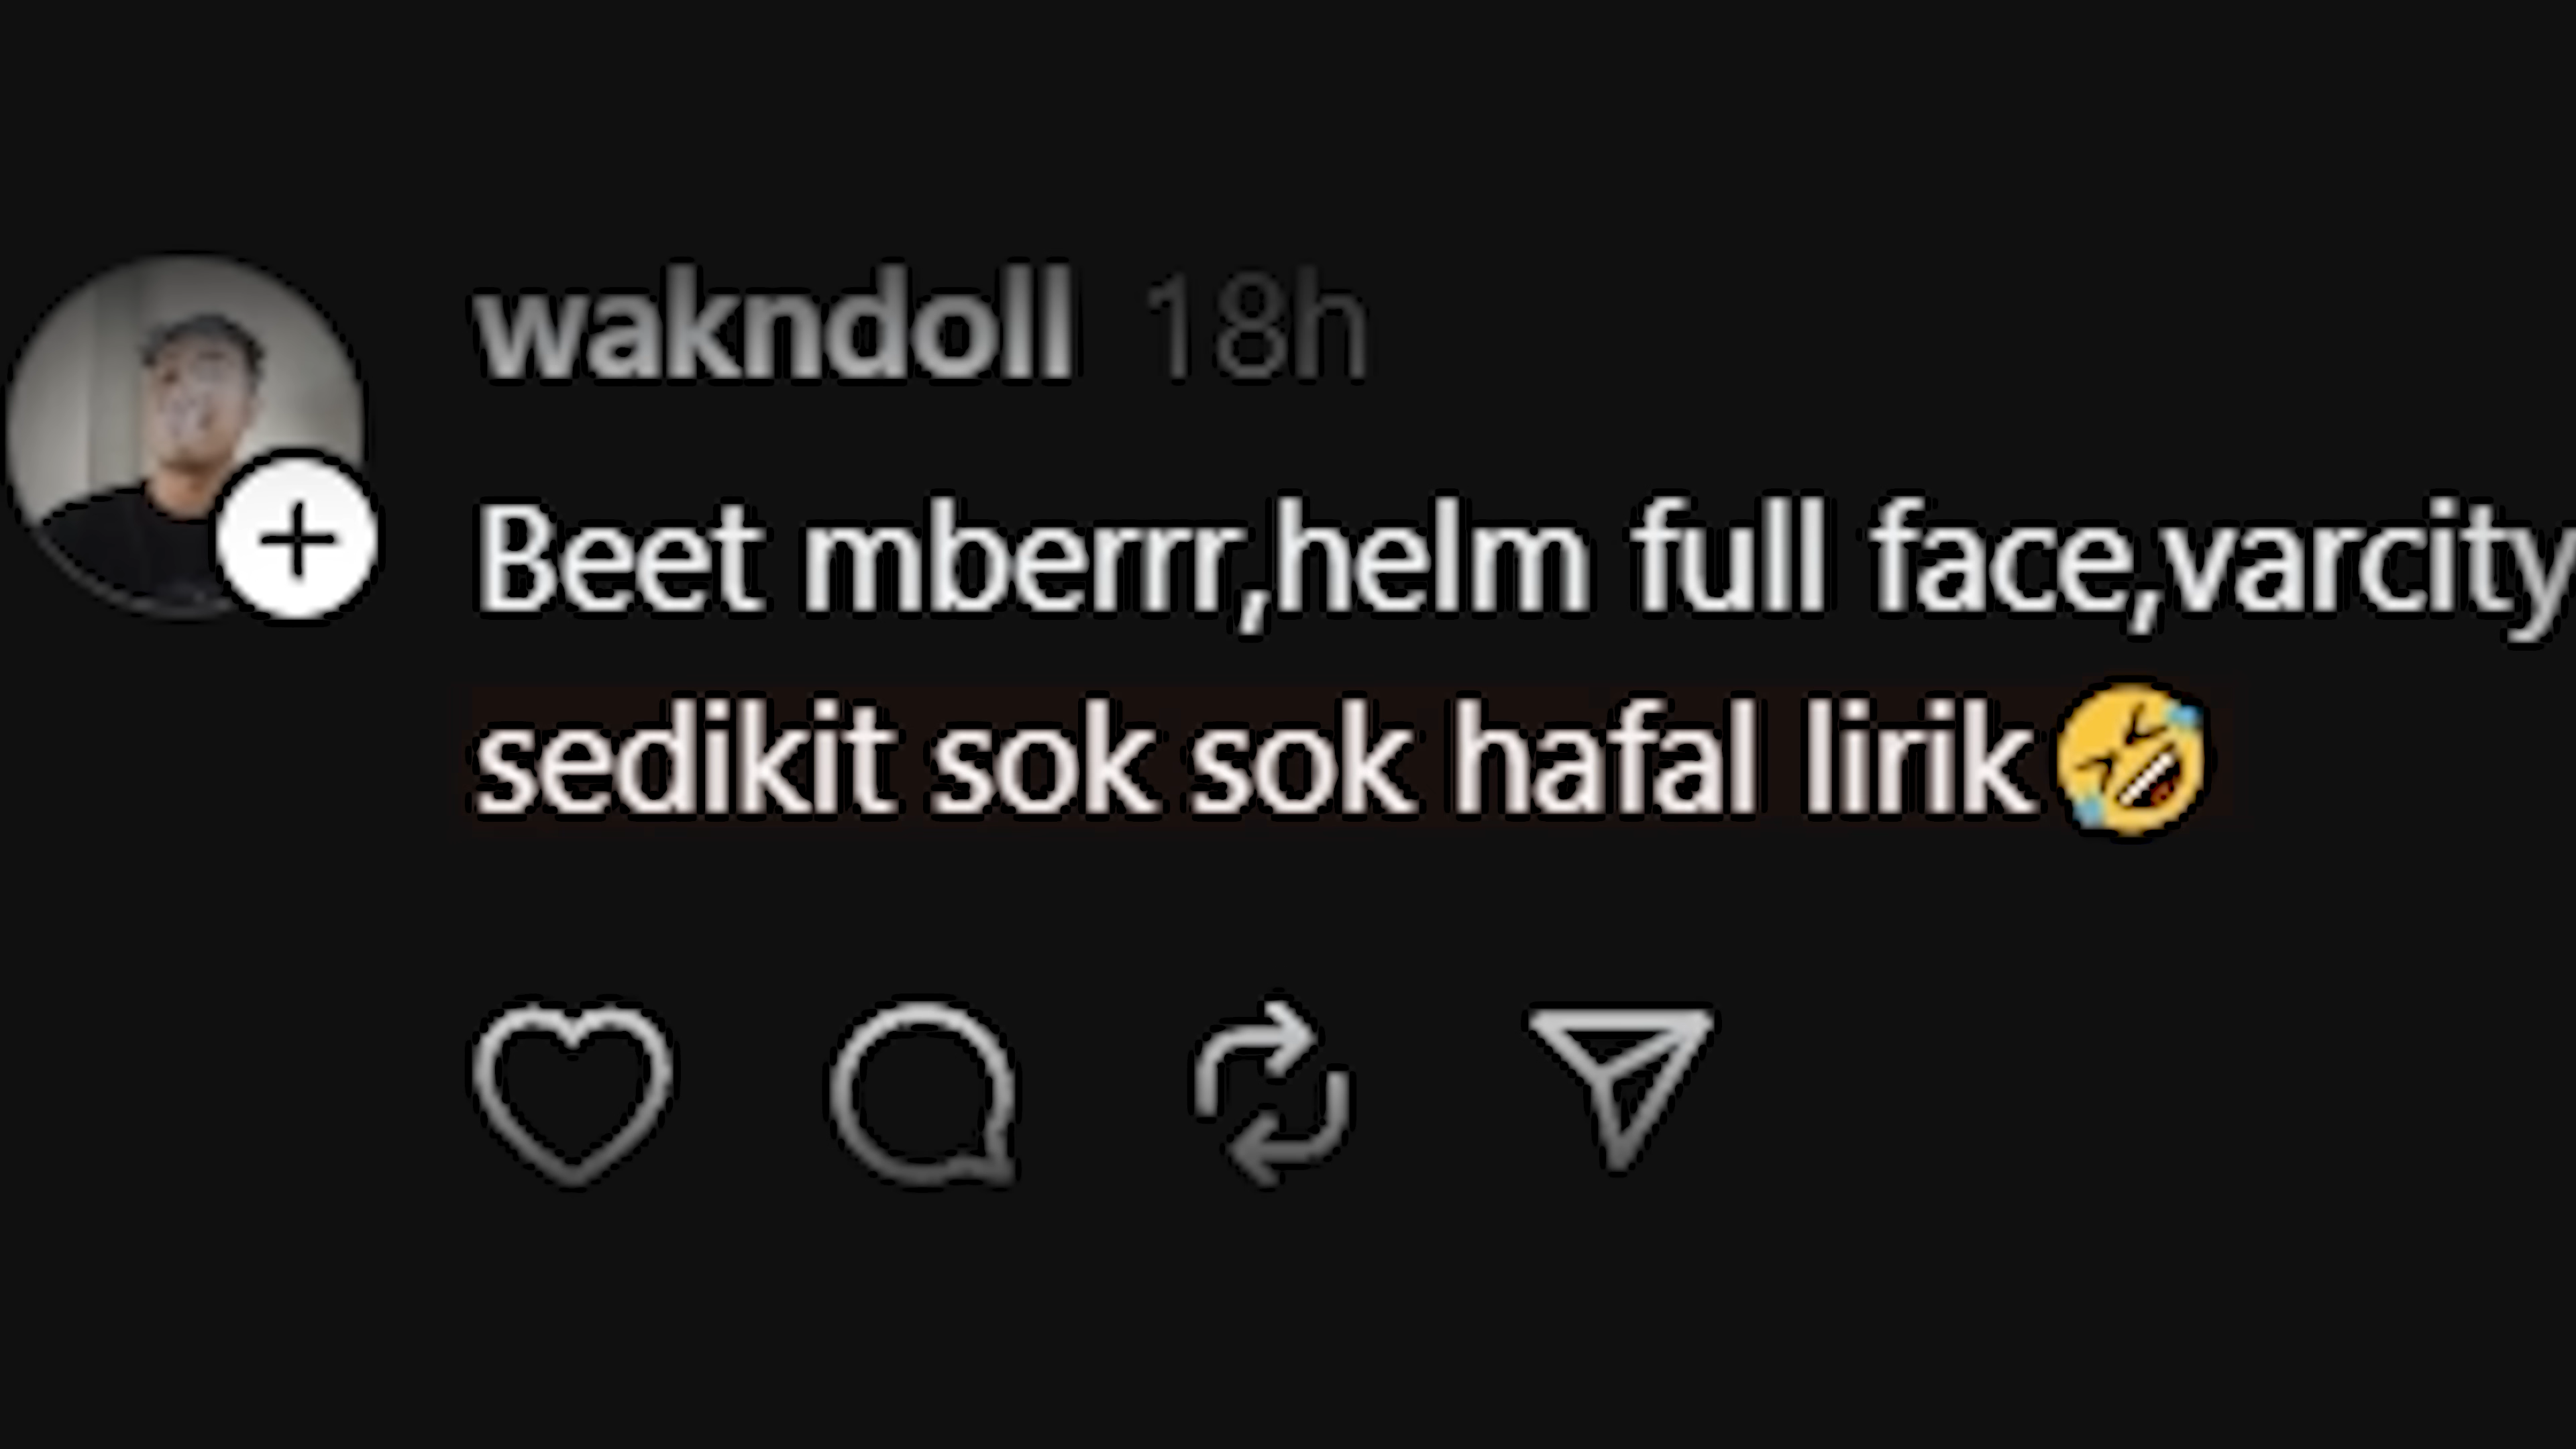 wakndoll 18h
Beet mberrr,helm full face,varcity
sedikit sok sok hafal lirik🤣